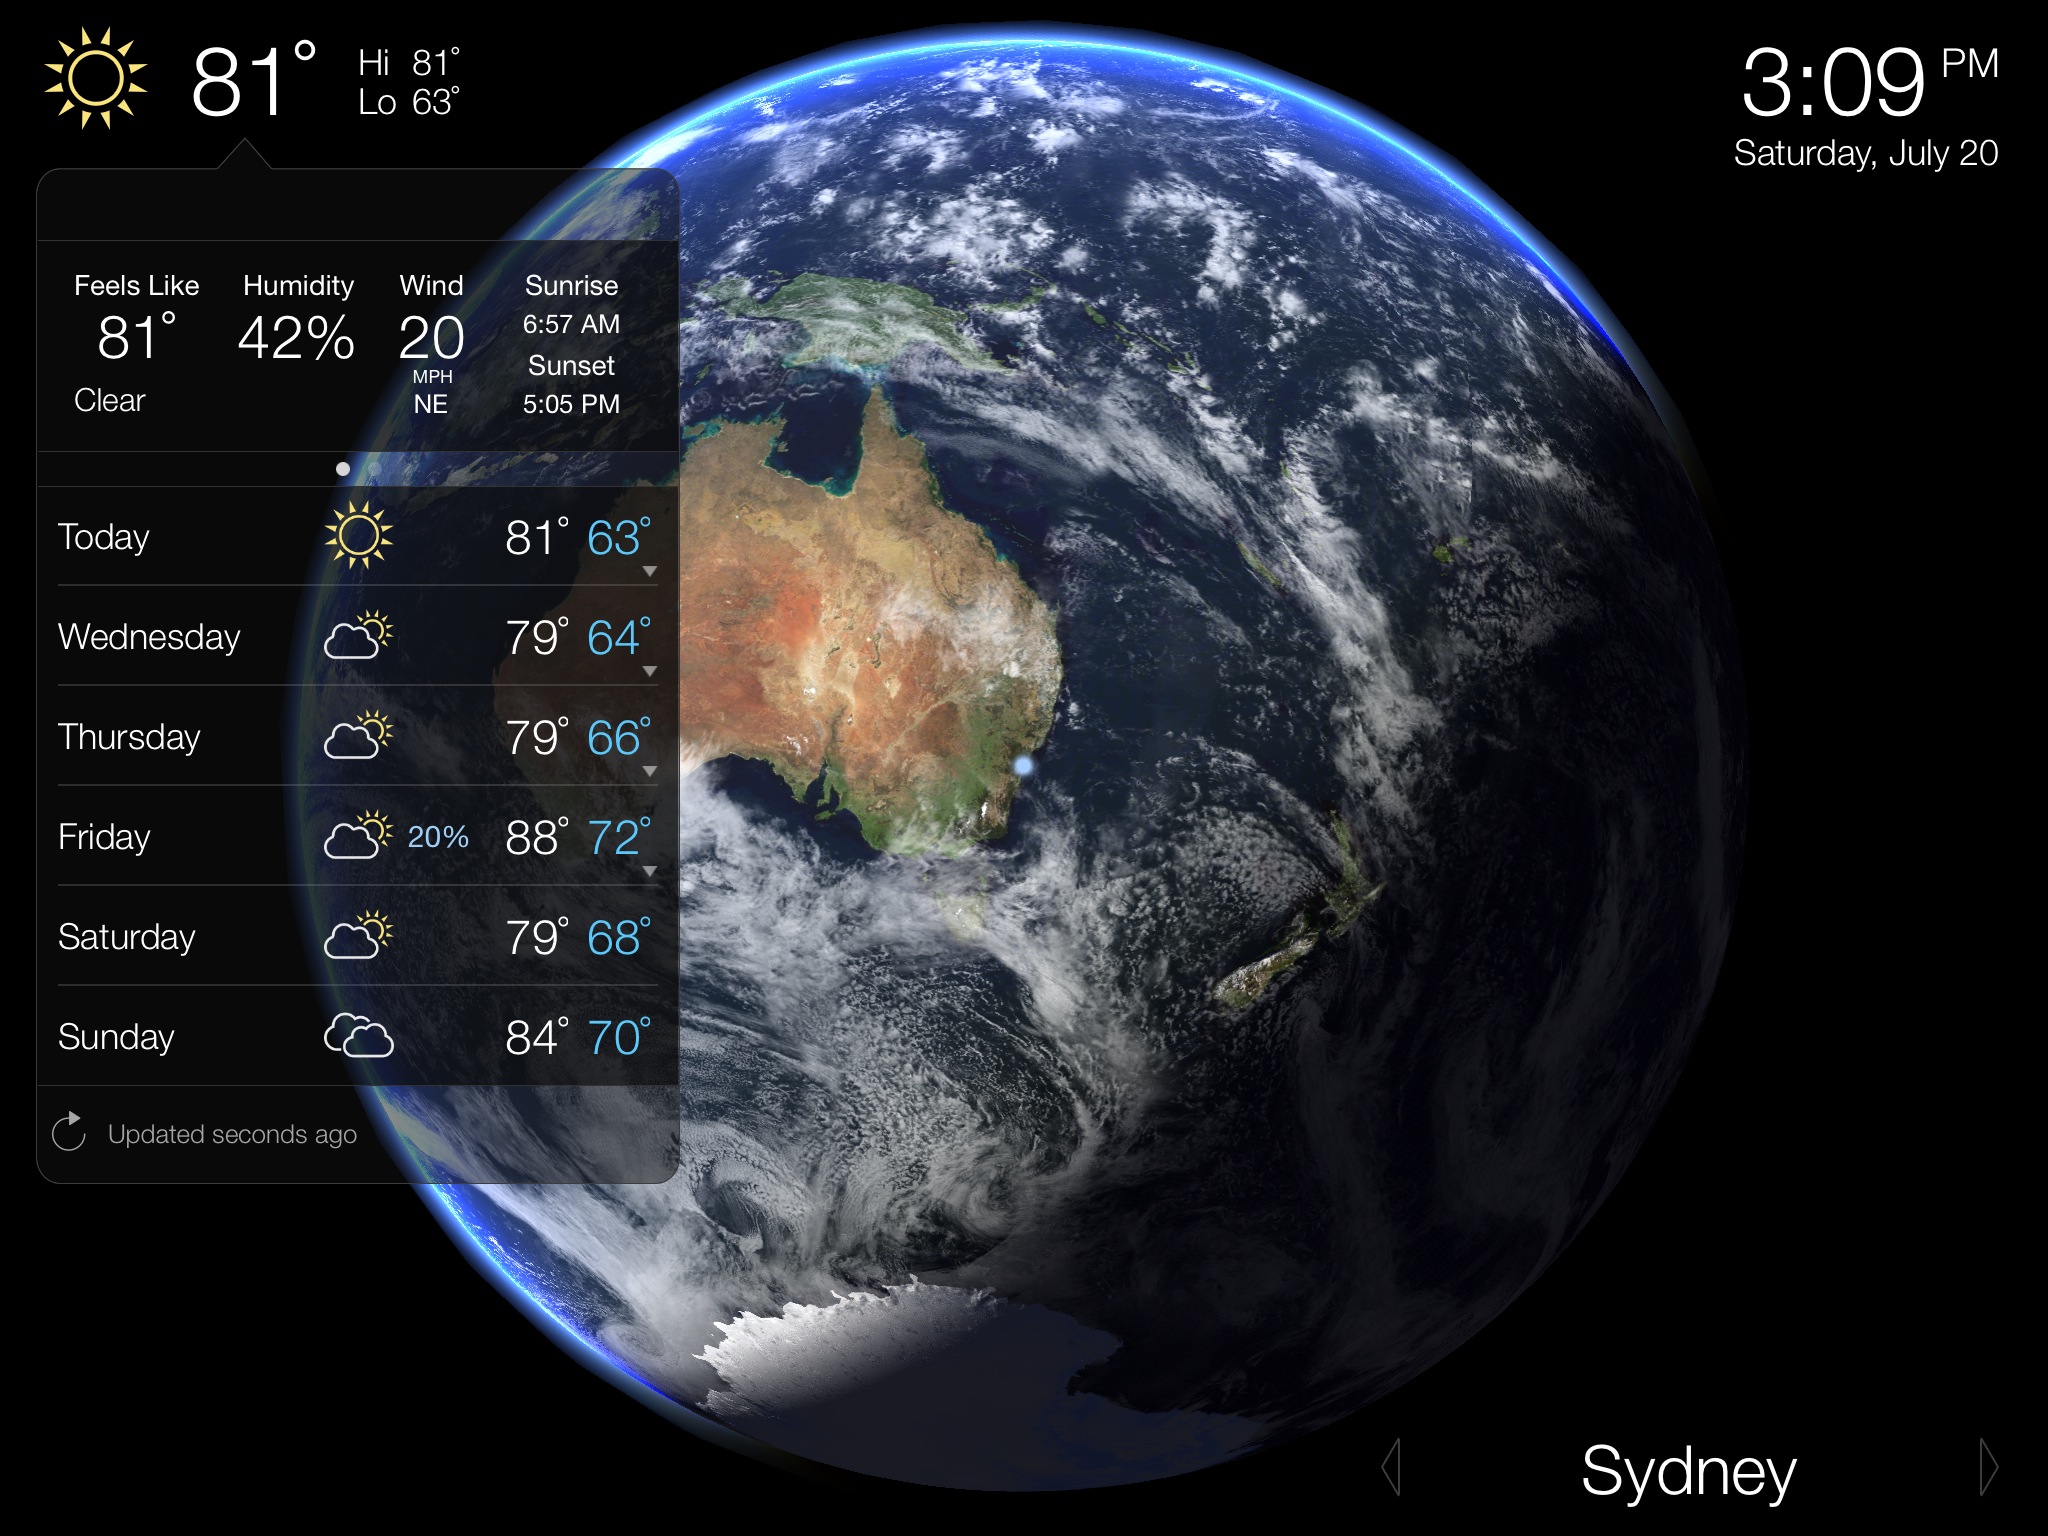 81°
Hi 81°
Lo 63°
3:09 PM
Saturday, July 20
Feels Like
81°
Clear
Humidity
42%
Wind
20
MPH
NE
Sunrise
6:57 AM
Sunset
5:05 PM
Today 81° 63°
Wednesday 79° 64°
Thursday 79° 66°
Friday 20% 88° 72°
Saturday 79° 68°
Sunday 84° 70°
Updated seconds ago
Sydney